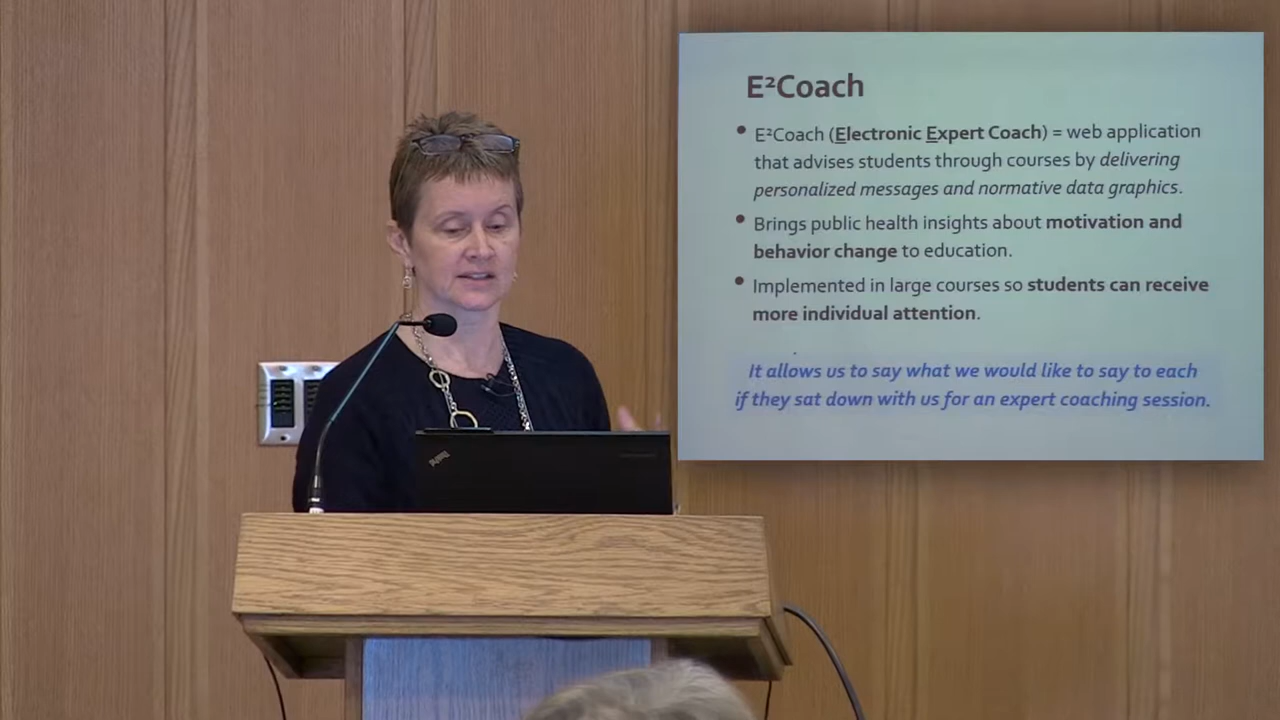 E²Coach
• E²Coach (Electronic Expert Coach) = web application
that advises students through courses by delivering
personalized messages and normative data graphics.
• Brings public health insights about motivation and
behavior change to education.
• Implemented in large courses so students can receive
more individual attention.
It allows us to say what we would like to say to each
if they sat down with us for an expert coaching session.
ThinkPad